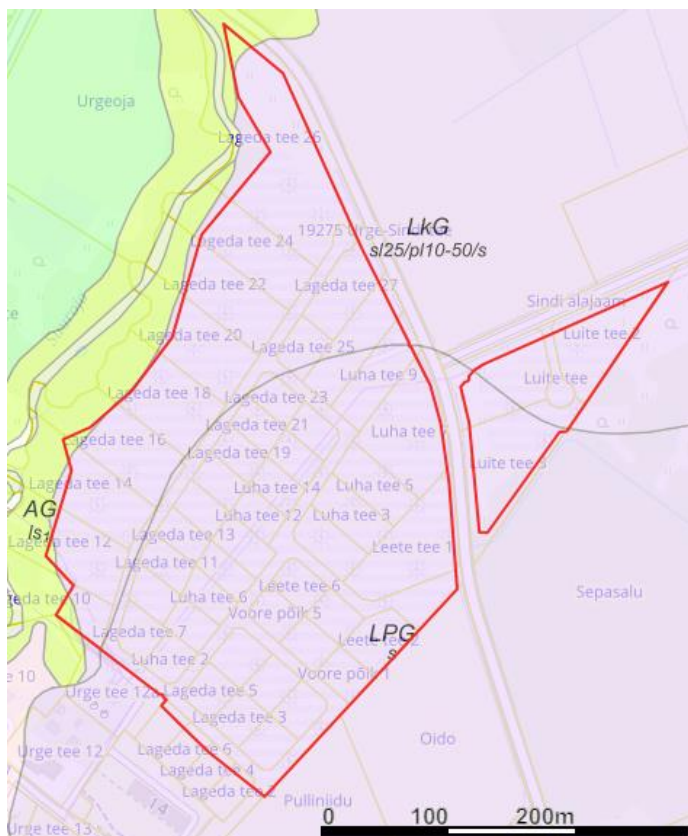 Urgeoja
Lageda tee 26
LkG
19275 Urge-Sindi tee
Lageda tee 24
sl25/pl10-50/s
Lageda tee 22
Lageda tee 27
Sindi alajaam
Lageda tee 20
Luite tee 2
Lageda tee 25
Luha tee 9
Luite tee
Lageda tee 18
Lageda tee 23
Lageda tee 21
Luha tee
Lageda tee 16
Lageda tee 19
Luite tee 3
Lageda tee 14
Luha tee 14
Luha tee 5
AG
Luha tee 12
Luha tee 3
ls1
Lageda tee 12
Lageda tee 13
Leete tee 1
Lageda tee 11
Leete tee 6
Sepasalu
Luha tee 6
geda tee 10
Voore põik 5
Lageda tee 7
LPG
Leete tee 2
s
Luha tee 2
Voore põik 1
e 10
Urge tee 12a
Lageda tee 5
Lageda tee 3
Oido
Urge tee 12
Lageda tee 6
Lageda tee 4
Lageda tee 2
Pulliniidu
14
0 100 200m
Urge tee 13